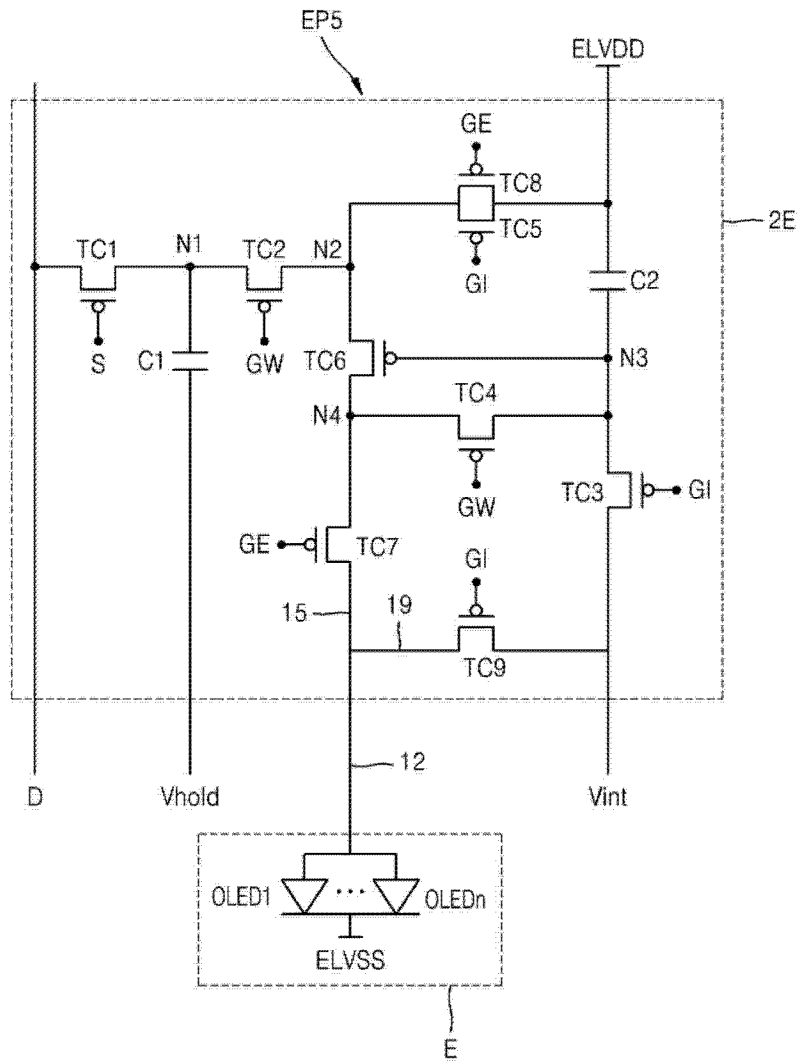 EP5
ELVDD
GE
TC8
TC5
GI
2E
TC1
N1
TC2
N2
C2
S
C1
GW
TC6
N3
TC4
N4
GW
TC3
GI
GE
TC7
GI
15
19
TC9
12
D
Vhold
Vint
OLED1
OLEDn
ELVSS
E